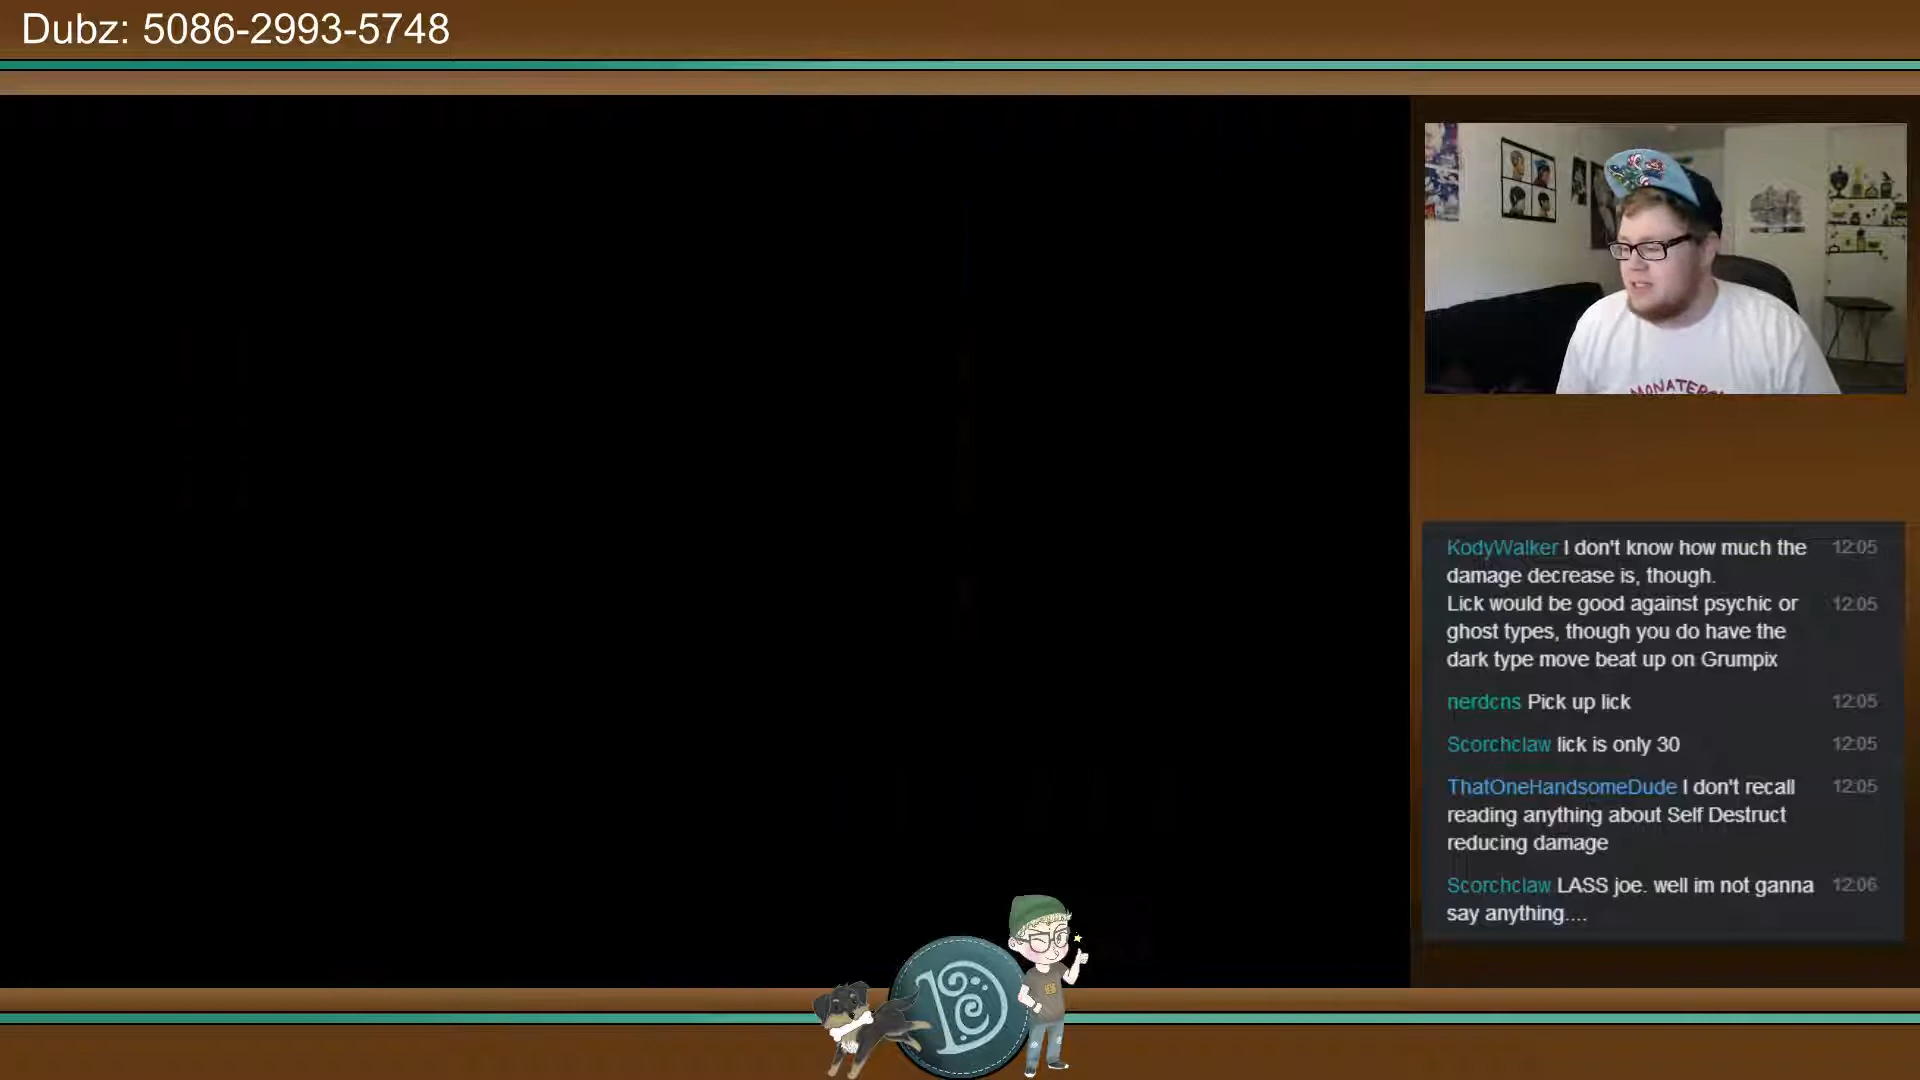 Dubz: 5086-2993-5748
KodyWalker I don't know how much the 12:05
damage decrease is, though.
Lick would be good against psychic or 12:05
ghost types, though you do have the
dark type move beat up on Grumpix
nerdcns Pick up lick 12:05
Scorchclaw lick is only 30 12:05
ThatOneHandsomeDude I don't recall 12:05
reading anything about Self Destruct
reducing damage
Scorchclaw LASS joe. well im not ganna 12:06
say anything....